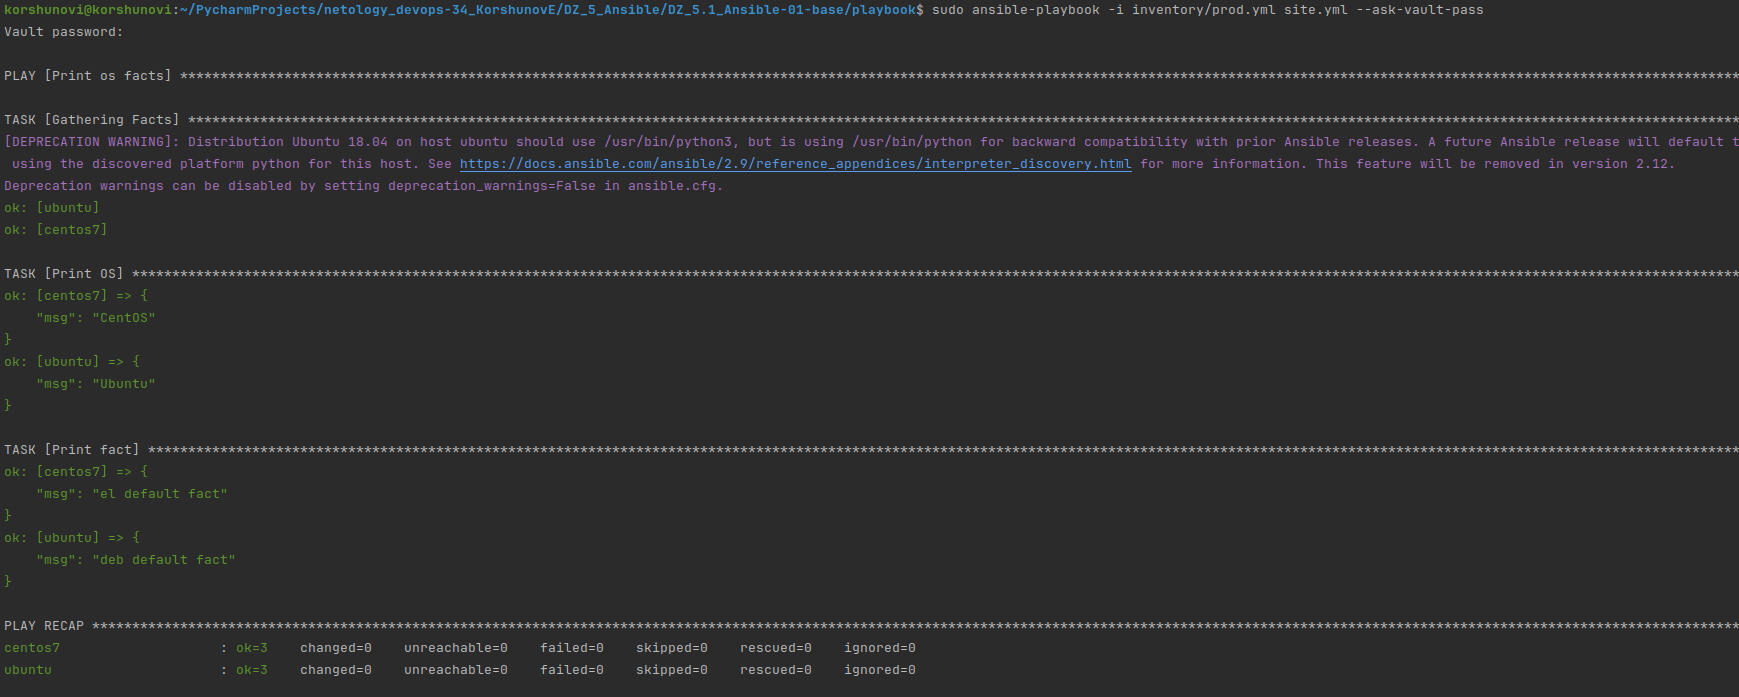 korshunovi@korshunovi:~/PycharmProjects/netology_devops-34_KorshunovE/DZ_5_Ansible/DZ_5.1_Ansible-01-base/playbook$ sudo ansible-playbook -i inventory/prod.yml site.yml --ask-vault-pass
Vault password:
PLAY [Print os facts] ***************************************************************************************************************************************************************************************************
TASK [Gathering Facts] **************************************************************************************************************************************************************************************************
[DEPRECATION WARNING]: Distribution Ubuntu 18.04 on host ubuntu should use /usr/bin/python3, but is using /usr/bin/python for backward compatibility with prior Ansible releases. A future Ansible release will default t
using the discovered platform python for this host. See https://docs.ansible.com/ansible/2.9/reference_appendices/interpreter_discovery.html for more information. This feature will be removed in version 2.12.
Deprecation warnings can be disabled by setting deprecation_warnings=False in ansible.cfg.
ok: [ubuntu]
ok: [centos7]
TASK [Print OS] *********************************************************************************************************************************************************************************************************
ok: [centos7] => {
    "msg": "CentOS"
}
ok: [ubuntu] => {
    "msg": "Ubuntu"
}
TASK [Print fact] *******************************************************************************************************************************************************************************************************
ok: [centos7] => {
    "msg": "el default fact"
}
ok: [ubuntu] => {
    "msg": "deb default fact"
}
PLAY RECAP **************************************************************************************************************************************************************************************************************
centos7                    : ok=3    changed=0    unreachable=0    failed=0    skipped=0    rescued=0    ignored=0
ubuntu                     : ok=3    changed=0    unreachable=0    failed=0    skipped=0    rescued=0    ignored=0